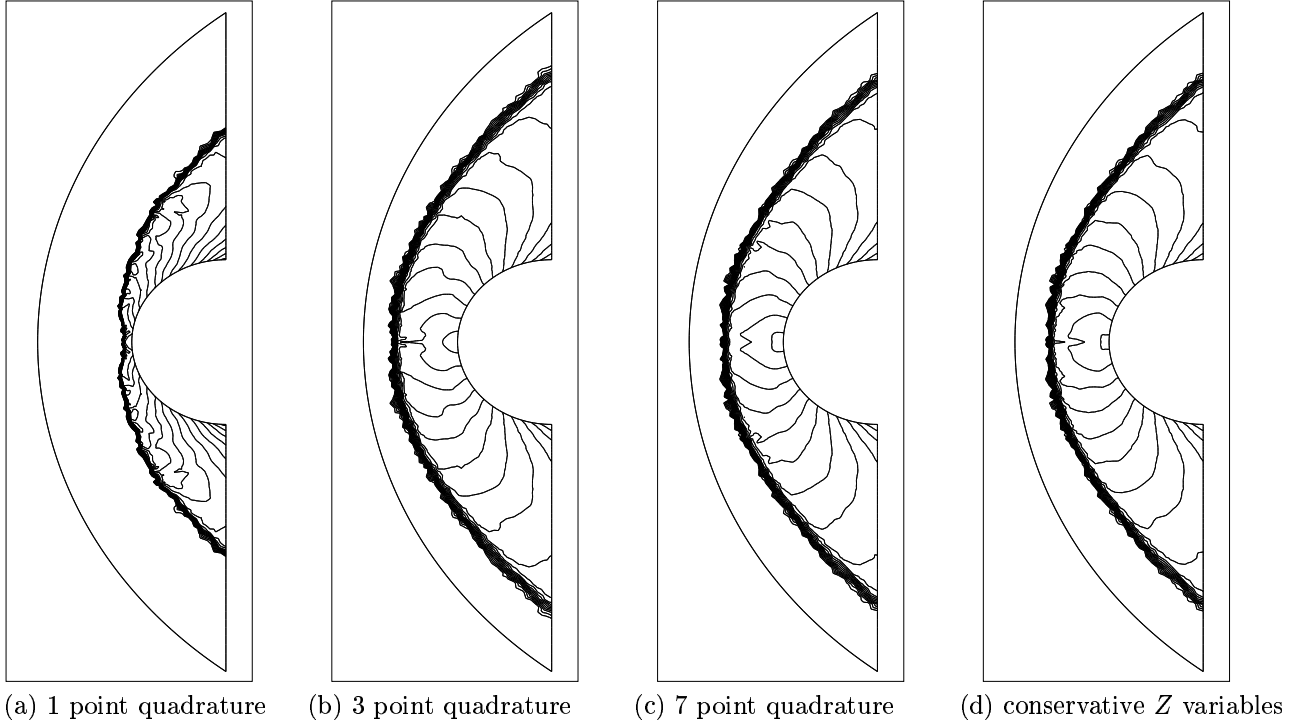 (a) 1 point quadrature
(b) 3 point quadrature
(c) 7 point quadrature
(d) conservative Z variables